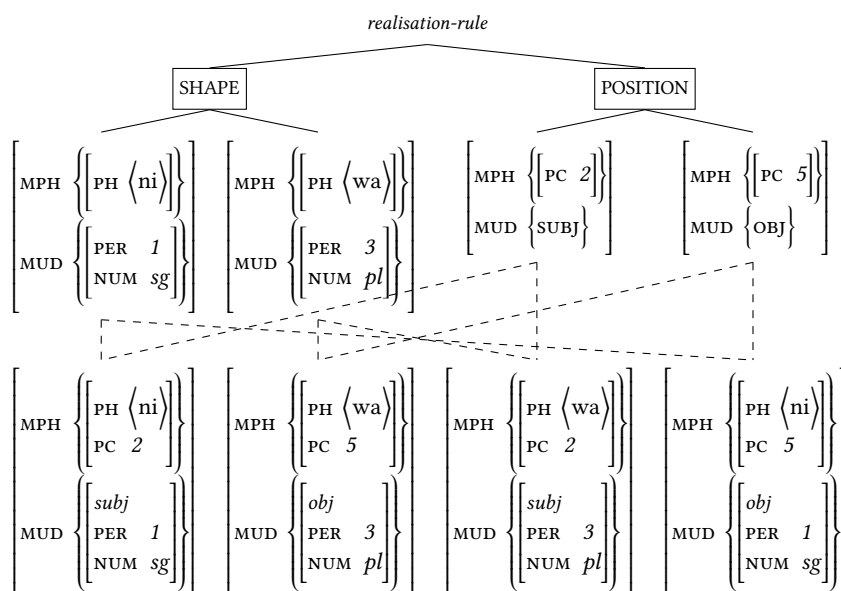 realisation-rule
SHAPE POSITION
MPH {[PH ⟨ni⟩]} MPH {[PH ⟨wa⟩]} MPH {[PC 2]} MPH {[PC 5]}
MUD {[PER 1 MUD {[PER 3 MUD {SUBJ} MUD {OBJ}
NUM sg]} NUM pl]}
MPH {[PH ⟨ni⟩ MPH {[PH ⟨wa⟩ MPH {[PH ⟨wa⟩ MPH {[PH ⟨ni⟩
PC 2]} PC 5]} PC 2]} PC 5]}
subj obj subj obj
MUD {[PER 1 MUD {[PER 3 MUD {[PER 3 MUD {[PER 1
NUM sg]} NUM pl]} NUM pl]} NUM sg]}